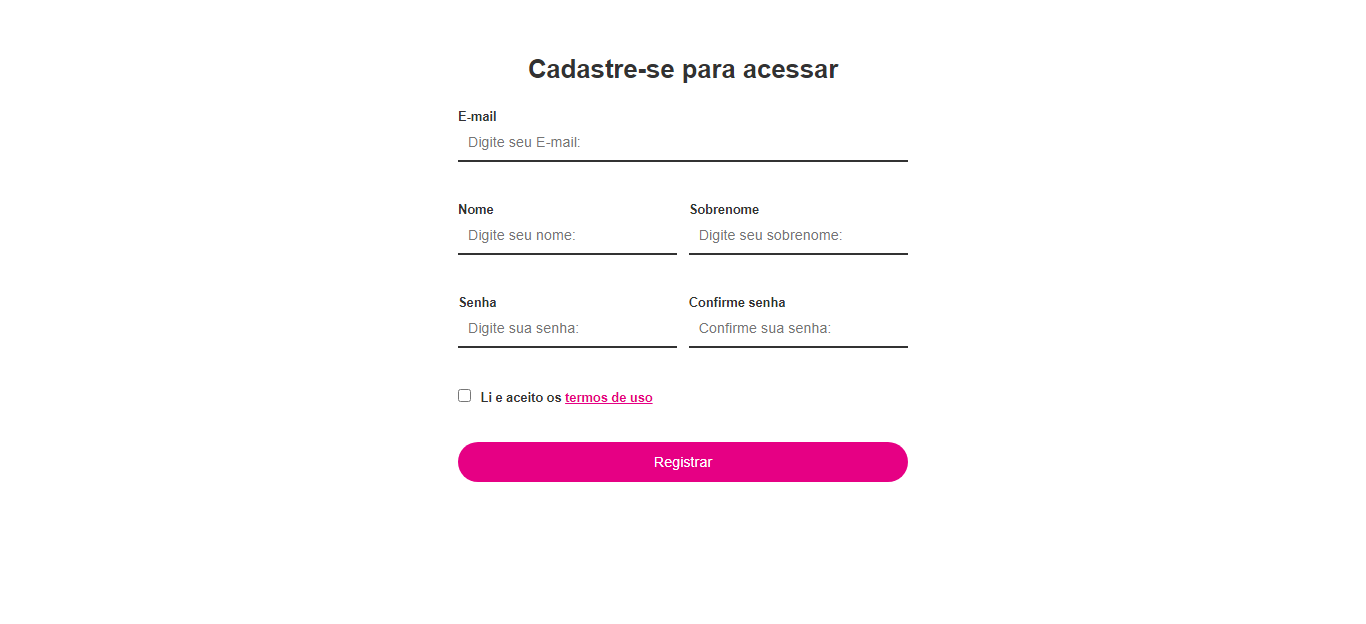 Cadastre-se para acessar
E-mail
Digite seu E-mail:
Nome
Sobrenome
Digite seu nome:
Digite seu sobrenome:
Senha
Confirme senha
Digite sua senha:
Confirme sua senha:
Li e aceito os termos de uso
Registrar